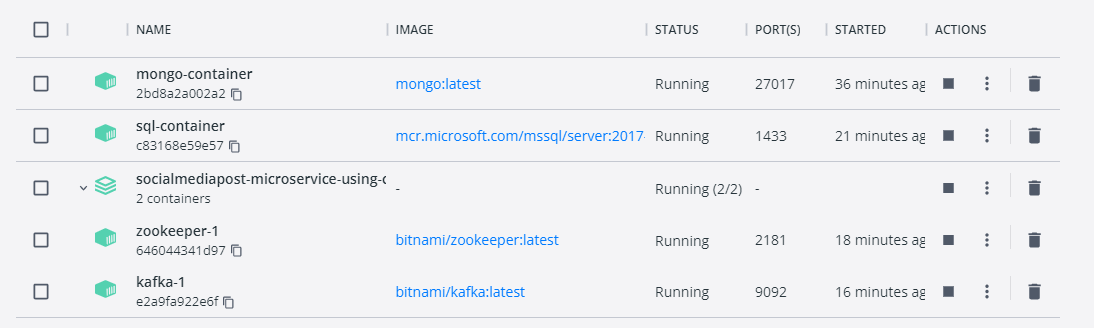 NAME IMAGE STATUS PORT(S) STARTED ACTIONS
mongo-container
2bd8a2a002a2
mongo:latest Running 27017 36 minutes ag
sql-container
c83168e59e57
mcr.microsoft.com/mssql/server:2017- Running 1433 21 minutes ag
socialmediapost-microservice-using-c
2 containers
- Running (2/2) -
zookeeper-1
646044341d97
bitnami/zookeeper:latest Running 2181 18 minutes ag
kafka-1
e2a9fa922e6f
bitnami/kafka:latest Running 9092 16 minutes ag